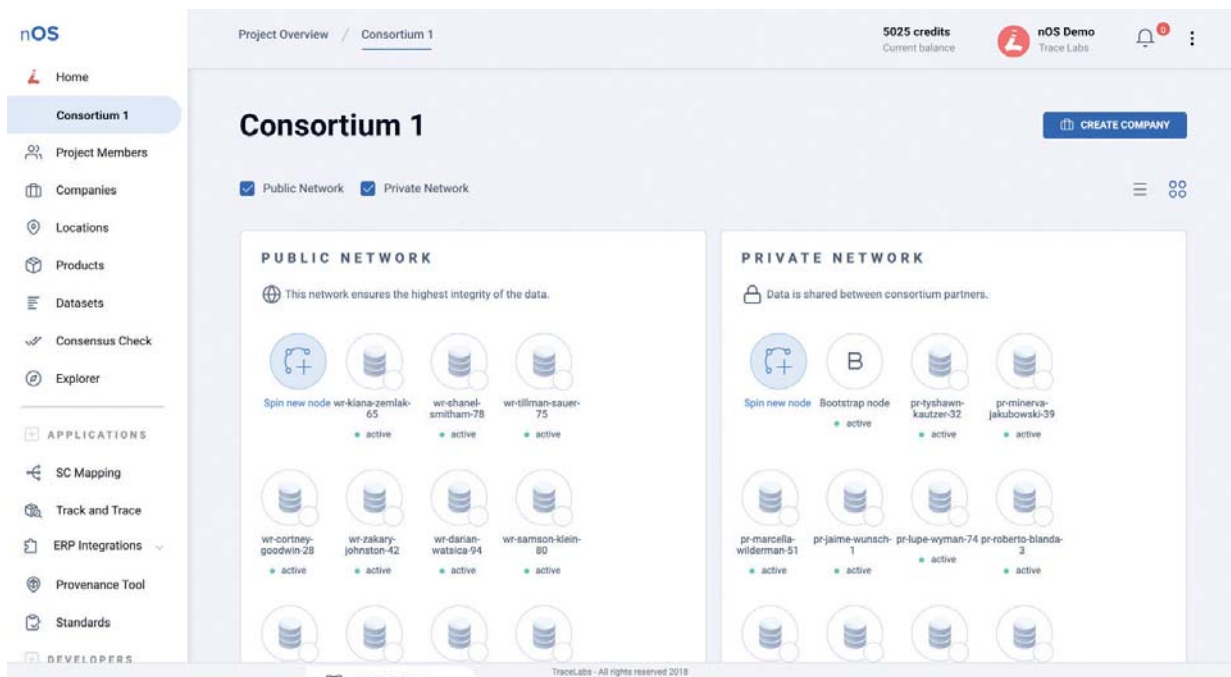 nOS
Project Overview / Consortium 1
5025 credits
Current balance
nOS Demo
Trace Labs
0
Home
Consortium 1
Project Members
Companies
Locations
Products
Datasets
Consensus Check
Explorer
APPLICATIONS
SC Mapping
Track and Trace
ERP Integrations
Provenance Tool
Standards
DEVELOPERS
Consortium 1
CREATE COMPANY
Public Network
Private Network
PUBLIC NETWORK
This network ensures the highest integrity of the data.
Spin new node
wr-kiana-zemlak-
65
active
wr-shanel-
smitham-78
active
wr-tillman-sauer-
75
active
wr-cortney-
goodwin-28
active
wr-zakary-
johnston-42
active
wr-darian-
watsica-94
active
wr-samson-klein-
80
active
PRIVATE NETWORK
Data is shared between consortium partners.
Spin new node
B
Bootstrap node
active
pr-tyshawn-
kautzer-32
active
pr-minerva-
jakubowski-39
active
pr-marcella-
wilderman-51
active
pr-jaime-wunsch-
1
active
pr-lupe-wyman-74
active
pr-roberto-blanda-
3
active
TraceLabs - All rights reserved 2018